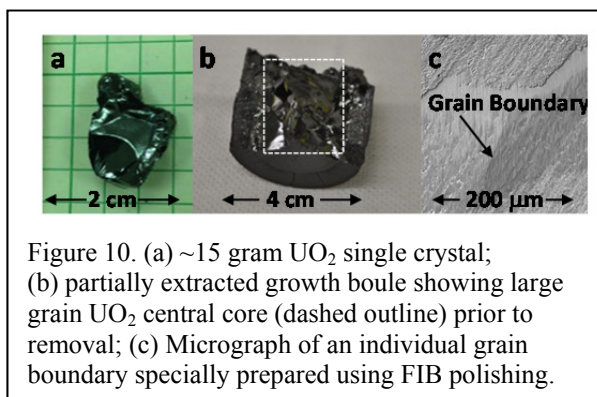 a
b
c
Grain Boundary
2 cm
4 cm
200 µm
Figure 10. (a) ~15 gram UO₂ single crystal;
(b) partially extracted growth boule showing large
grain UO₂ central core (dashed outline) prior to
removal; (c) Micrograph of an individual grain
boundary specially prepared using FIB polishing.